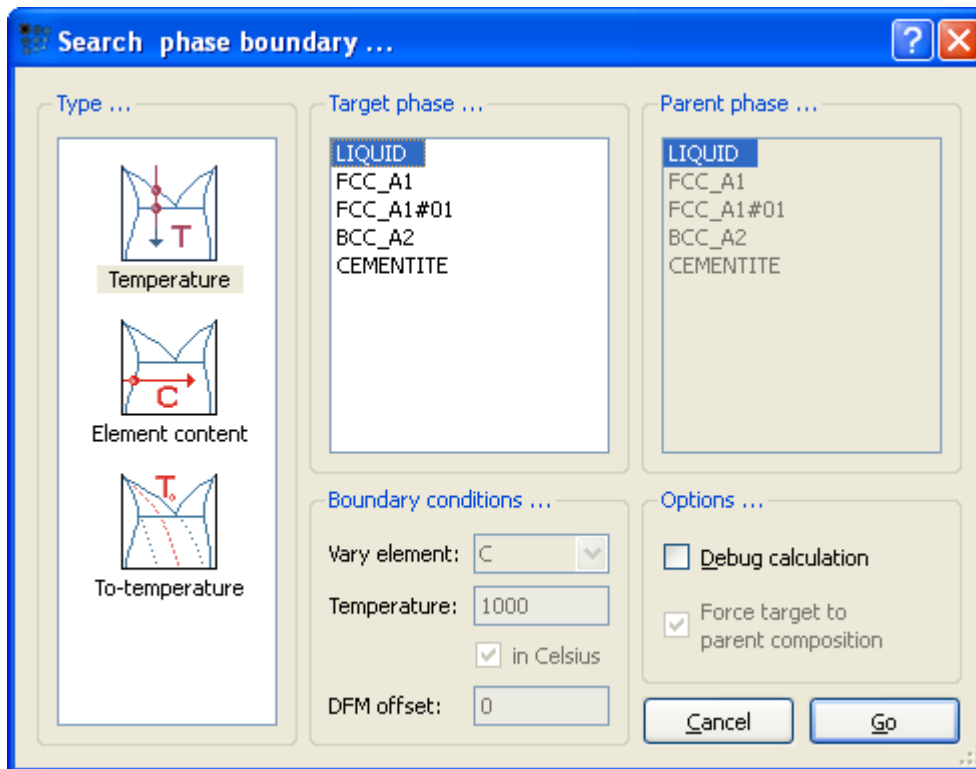 Search phase boundary ...
?
Type ...
T
Temperature
C
Element content
To
To-temperature
Target phase ...
LIQUID
FCC_A1
FCC_A1#01
BCC_A2
CEMENTITE
Parent phase ...
LIQUID
FCC_A1
FCC_A1#01
BCC_A2
CEMENTITE
Boundary conditions ...
Vary element: C
Temperature: 1000
in Celsius
DFM offset: 0
Options ...
Debug calculation
Force target to
parent composition
Cancel
Go